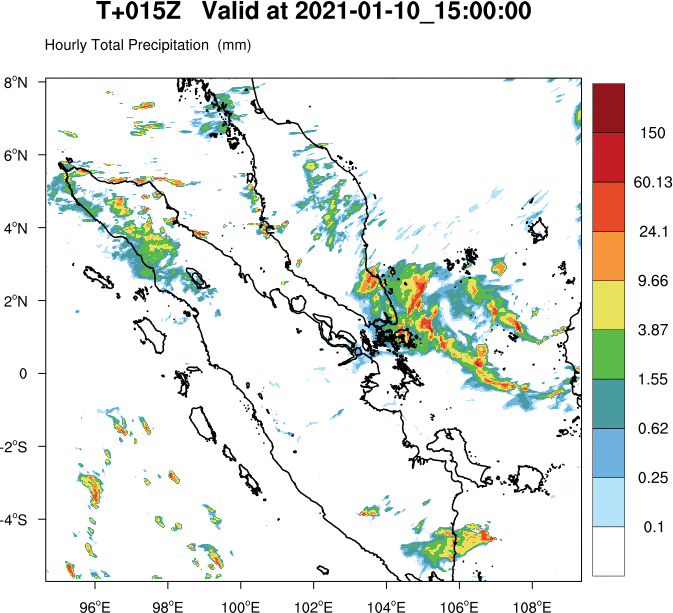 T+015Z Valid at 2021-01-10_15:00:00
Hourly Total Precipitation (mm)
8°N
6°N
4°N
2°N
0
-2°S
-4°S
96°E 98°E 100°E 102°E 104°E 106°E 108°E
150
60.13
24.1
9.66
3.87
1.55
0.62
0.25
0.1